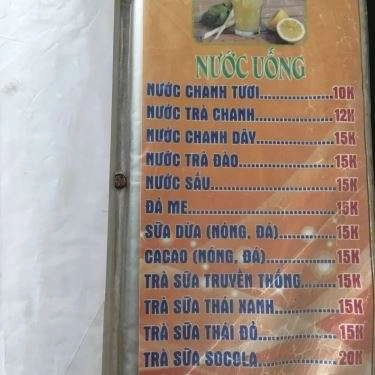 NƯỚC UỐNG
NƯỚC CHANH TƯƠI..............10K
NƯỚC TRÀ CHANH..............12K
NƯỚC CHANH DÂY..............15K
NƯỚC TRÀ ĐÀO..............15K
NƯỚC SẤU..............15K
ĐÁ ME..............15K
SỮA DỪA (NÓNG, ĐÁ)..............15K
CACAO (NÓNG, ĐÁ)..............15K
TRÀ SỮA TRUYỀN THỐNG.......15K
TRÀ SỮA THÁI XANH..............15K
TRÀ SỮA THÁI ĐỎ..............15K
TRÀ SỮA SOCOLA..............20K